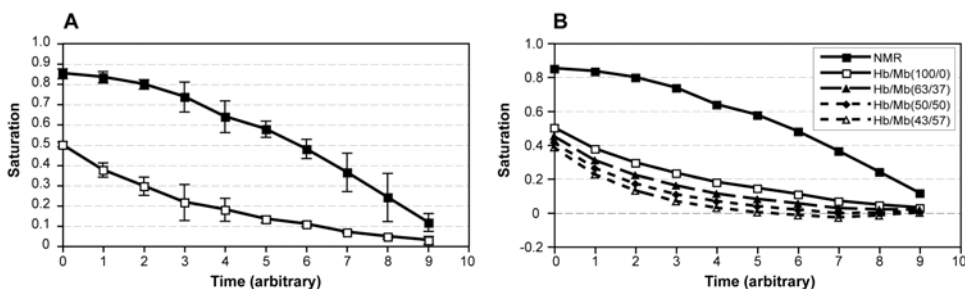 A
1.0
0.9
0.8
0.7
0.6
0.5
0.4
0.3
0.2
0.1
0
Saturation
0 1 2 3 4 5 6 7 8 9 10
Time (arbitrary)
B
1.0
0.8
0.6
0.4
0.2
0
-0.2
Saturation
NMR
Hb/Mb(100/0)
Hb/Mb(63/37)
Hb/Mb(50/50)
Hb/Mb(43/57)
0 1 2 3 4 5 6 7 8 9 10
Time (arbitrary)